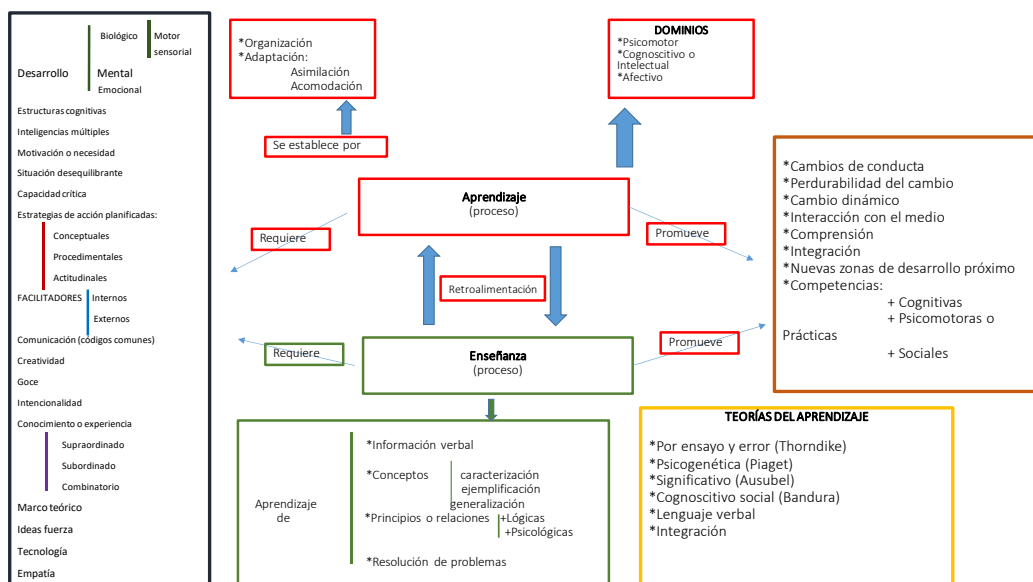 Biológico
Motor
sensorial
Desarrollo
Mental
Emocional
Estructuras cognitivas
Inteligencias múltiples
Motivación o necesidad
Situación desequilibrante
Capacidad crítica
Estrategias de acción planificadas:
Conceptuales
Procedimentales
Actitudinales
FACILITADORES
Internos
Externos
Comunicación (códigos comunes)
Creatividad
Goce
Intencionalidad
Conocimiento o experiencia
Supraordinado
Subordinado
Combinatorio
Marco teórico
Ideas fuerza
Tecnología
Empatía
*Organización
*Adaptación:
Asimilación
Acomodación
Se establece por
DOMINIOS
*Psicomotor
*Cognoscitivo o
Intelectual
*Afectivo
Aprendizaje
(proceso)
Requiere
Promueve
Retroalimentación
Enseñanza
(proceso)
Requiere
Promueve
*Cambios de conducta
*Perdurabilidad del cambio
*Cambio dinámico
*Interacción con el medio
*Comprensión
*Integración
*Nuevas zonas de desarrollo próximo
*Competencias:
+ Cognitivas
+ Psicomotoras o
Prácticas
+ Sociales
Aprendizaje
de
*Información verbal
*Conceptos
caracterización
ejemplificación
generalización
*Principios o relaciones
+Lógicas
+Psicológicas
*Resolución de problemas
TEORÍAS DEL APRENDIZAJE
*Por ensayo y error (Thorndike)
*Psicogenética (Piaget)
*Significativo (Ausubel)
*Cognoscitivo social (Bandura)
*Lenguaje verbal
*Integración